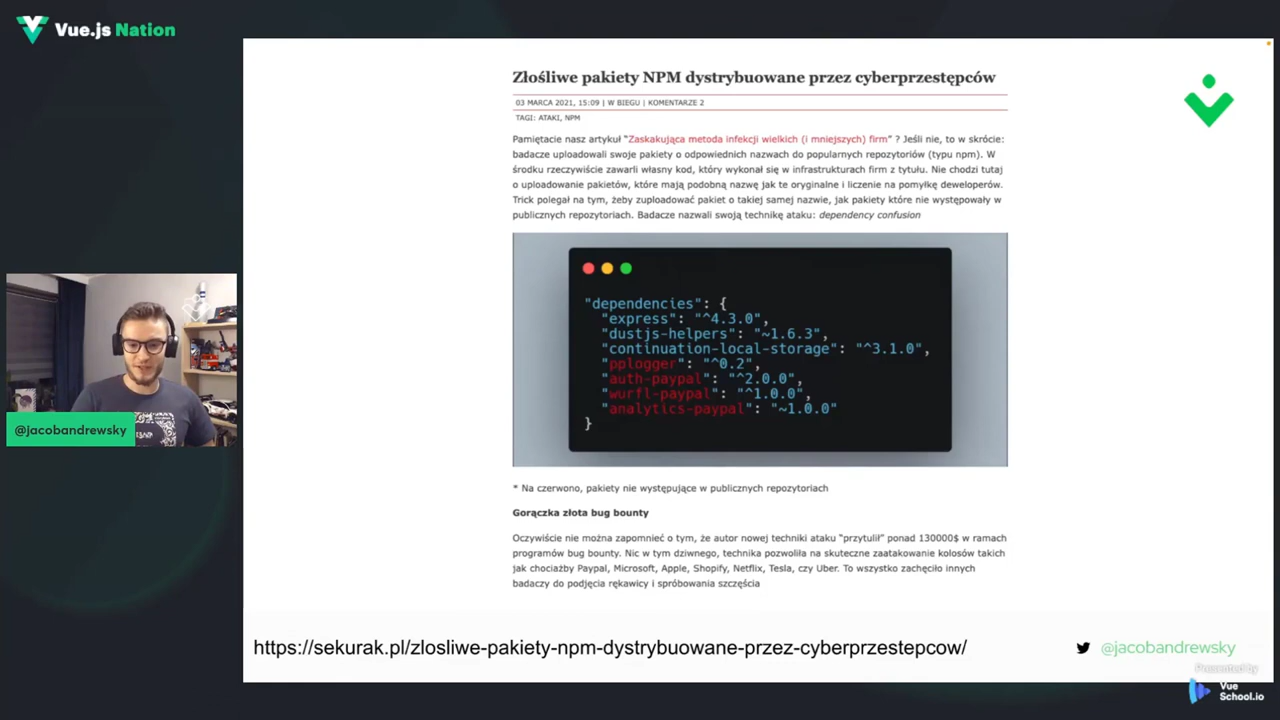 Vue.js Nation
Złośliwe pakiety NPM dystrybuowane przez cyberprzestępców
03 MARCA 2021, 15:09 | W BIEGU | KOMENTARZE 2
TAGI: ATAKI, NPM
Pamiętacie nasz artykuł “Zaskakująca metoda infekcji wielkich (i mniejszych) firm” ? Jeśli nie, to w skrócie:
badacze uploadowali swoje pakiety o odpowiednich nazwach do popularnych repozytoriów (typu npm). W
środku rzeczywiście zawarli własny kod, który wykonał się w infrastrukturach firm z tytułu. Nie chodzi tutaj
o uploadowanie pakietów, które mają podobną nazwę jak te oryginalne i liczenie na pomyłkę deweloperów.
Trick polegał na tym, żeby zuploadować pakiet o takiej samej nazwie, jak pakiety które nie występowały w
publicznych repozytoriach. Badacze nazwali swoją technikę ataku: dependency confusion
"dependencies": {
"express": "^4.3.0",
"dustjs-helpers": "~1.6.3",
"continuation-local-storage": "^3.1.0",
"pplogger": "^0.2",
"auth-paypal": "^2.0.0",
"wurfl-paypal": "^1.0.0",
"analytics-paypal": "~1.0.0"
}
* Na czerwono, pakiety nie występujące w publicznych repozytoriach
Gorączka złota bug bounty
Oczywiście nie można zapomnieć o tym, że autor nowej techniki ataku “przytulił” ponad 130000$ w ramach
programów bug bounty. Nic w tym dziwnego, technika pozwoliła na skuteczne zaatakowanie kolosów takich
jak chociażby Paypal, Microsoft, Apple, Shopify, Netflix, Tesla, czy Uber. To wszystko zachęciło innych
badaczy do podjęcia rękawicy i spróbowania szczęścia
@jacobandrewsky
https://sekurak.pl/zlosliwe-pakiety-npm-dystrybuowane-przez-cyberprzestepcow/
@jacobandrewsky
Presented by
Vue
School.io